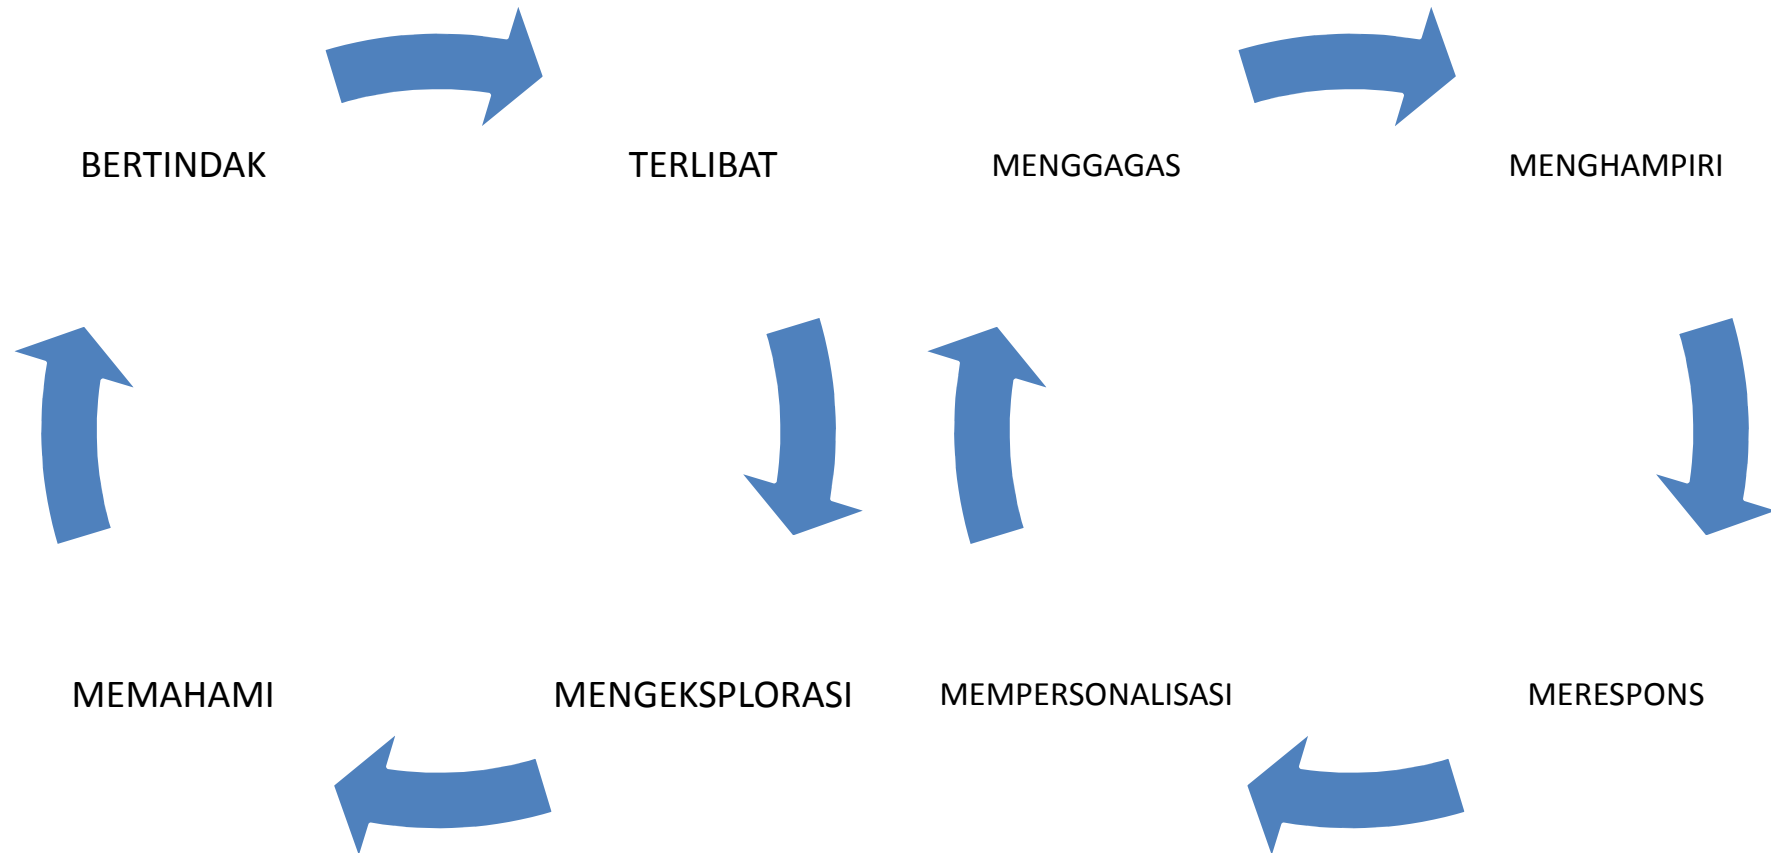 BERTINDAK
TERLIBAT
MENGGAGAS
MENGHAMPIRI
MEMAHAMI
MENGEKSPLORASI
MEMPERSONALISASI
MERESPONS